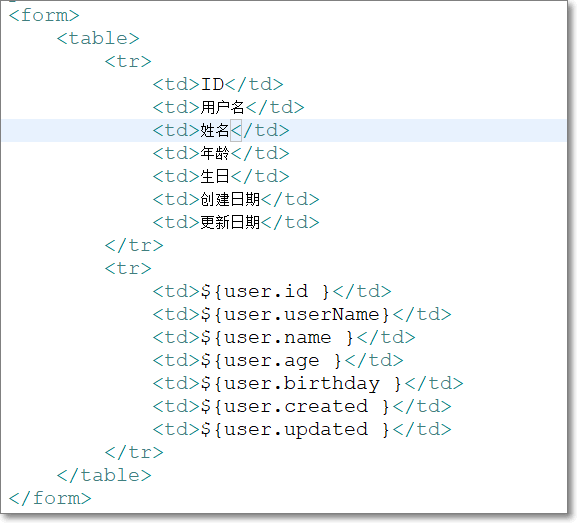 <form>
<table>
<tr>
<td>ID</td>
<td>用户名</td>
<td>姓名</td>
<td>年龄</td>
<td>生日</td>
<td>创建日期</td>
<td>更新日期</td>
</tr>
<tr>
<td>${user.id }</td>
<td>${user.userName}</td>
<td>${user.name }</td>
<td>${user.age }</td>
<td>${user.birthday }</td>
<td>${user.created }</td>
<td>${user.updated }</td>
</tr>
</table>
</form>